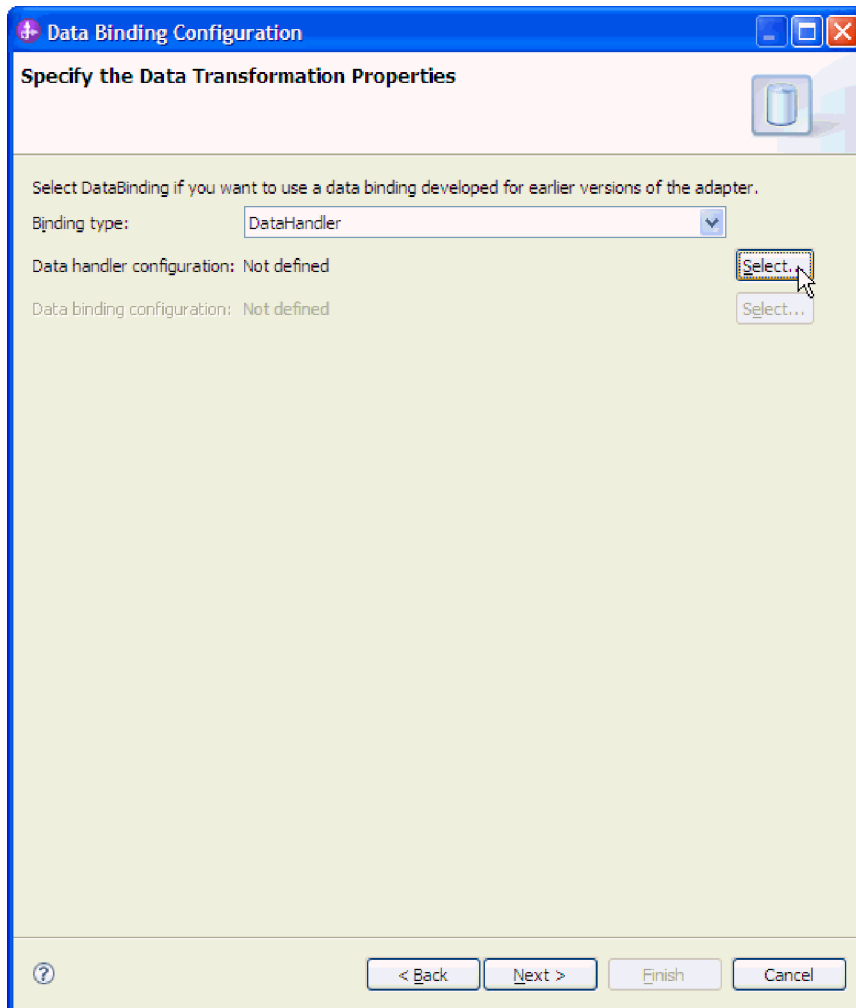 Data Binding Configuration
Specify the Data Transformation Properties
Select DataBinding if you want to use a data binding developed for earlier versions of the adapter.
Binding type: DataHandler
Data handler configuration: Not defined Select...
Data binding configuration: Not defined Select...
? < Back Next > Finish Cancel